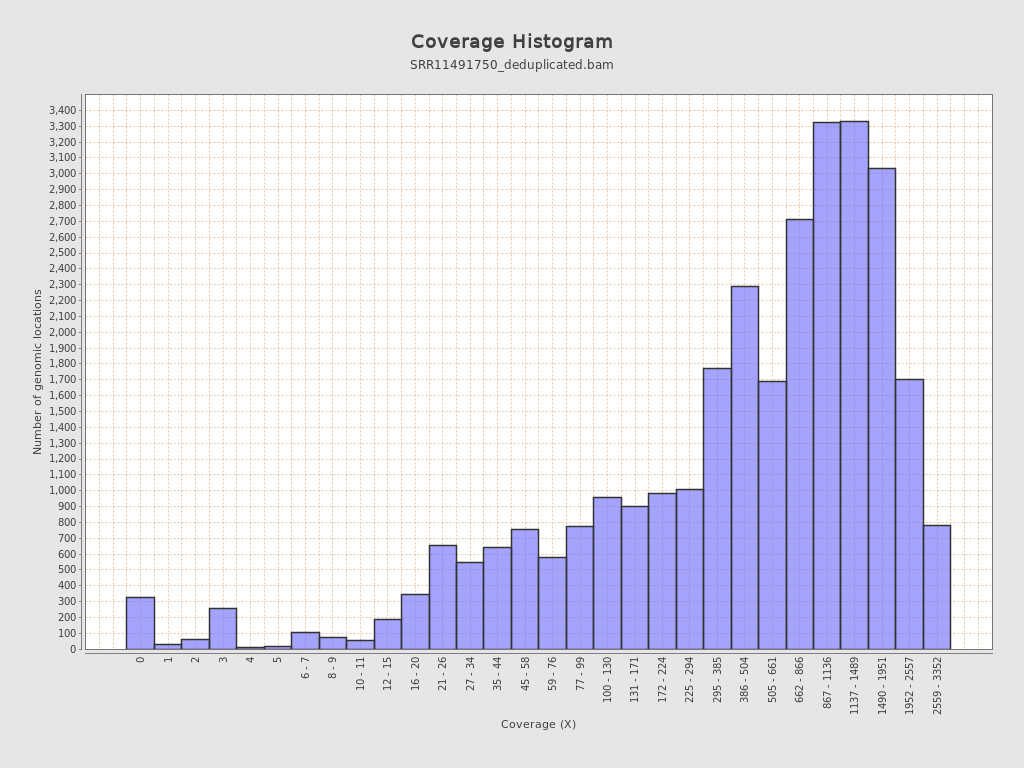 Coverage Histogram
SRR11491750_deduplicated.bam
Number of genomic locations
3,400
3,300
3,200
3,100
3,000
2,900
2,800
2,700
2,600
2,500
2,400
2,300
2,200
2,100
2,000
1,900
1,800
1,700
1,600
1,500
1,400
1,300
1,200
1,100
1,000
900
800
700
600
500
400
300
200
100
0
0
1
2
3
4
5
6 - 7
8 - 9
10 - 11
12 - 15
16 - 20
21 - 26
27 - 34
35 - 44
45 - 58
59 - 76
77 - 99
100 - 130
131 - 171
172 - 224
225 - 294
295 - 385
386 - 504
505 - 661
662 - 866
867 - 1136
1137 - 1489
1490 - 1951
1952 - 2557
2559 - 3352
Coverage (X)